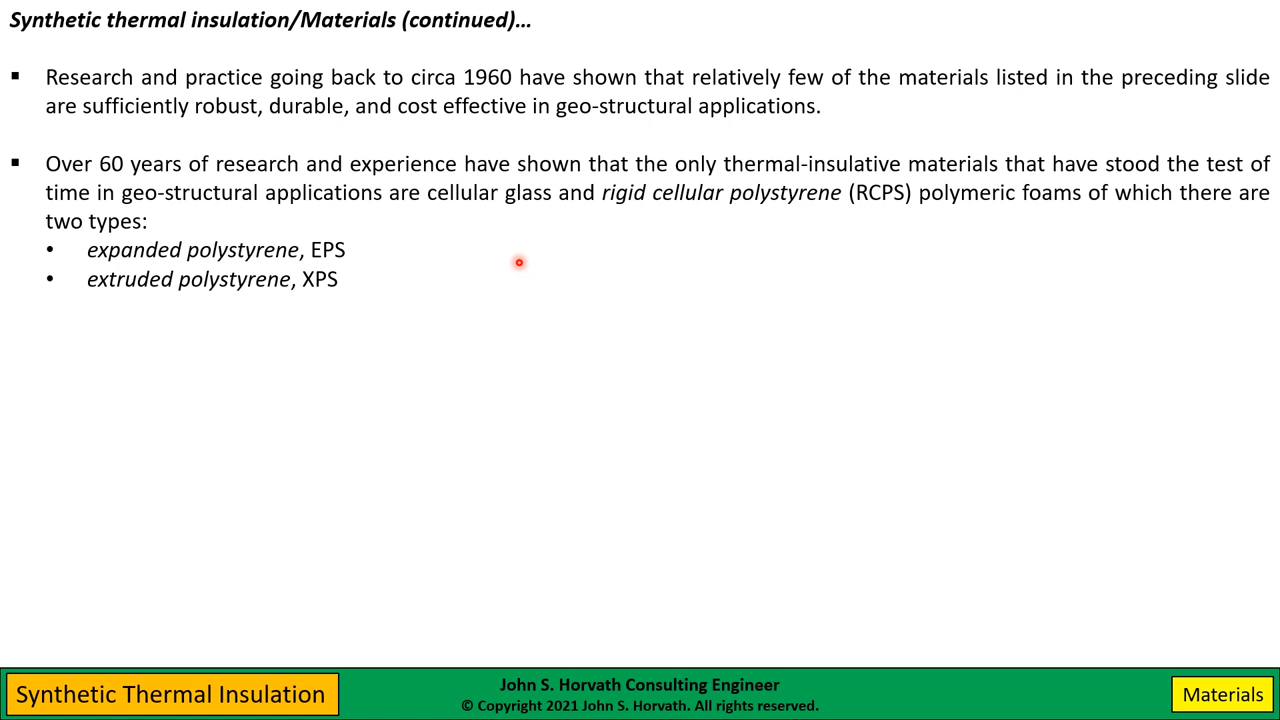 Synthetic thermal insulation/Materials (continued)…
▪ Research and practice going back to circa 1960 have shown that relatively few of the materials listed in the preceding slide
are sufficiently robust, durable, and cost effective in geo-structural applications.
▪ Over 60 years of research and experience have shown that the only thermal-insulative materials that have stood the test of
time in geo-structural applications are cellular glass and rigid cellular polystyrene (RCPS) polymeric foams of which there are
two types:
• expanded polystyrene, EPS
• extruded polystyrene, XPS
Synthetic Thermal Insulation
John S. Horvath Consulting Engineer
© Copyright 2021 John S. Horvath. All rights reserved.
Materials